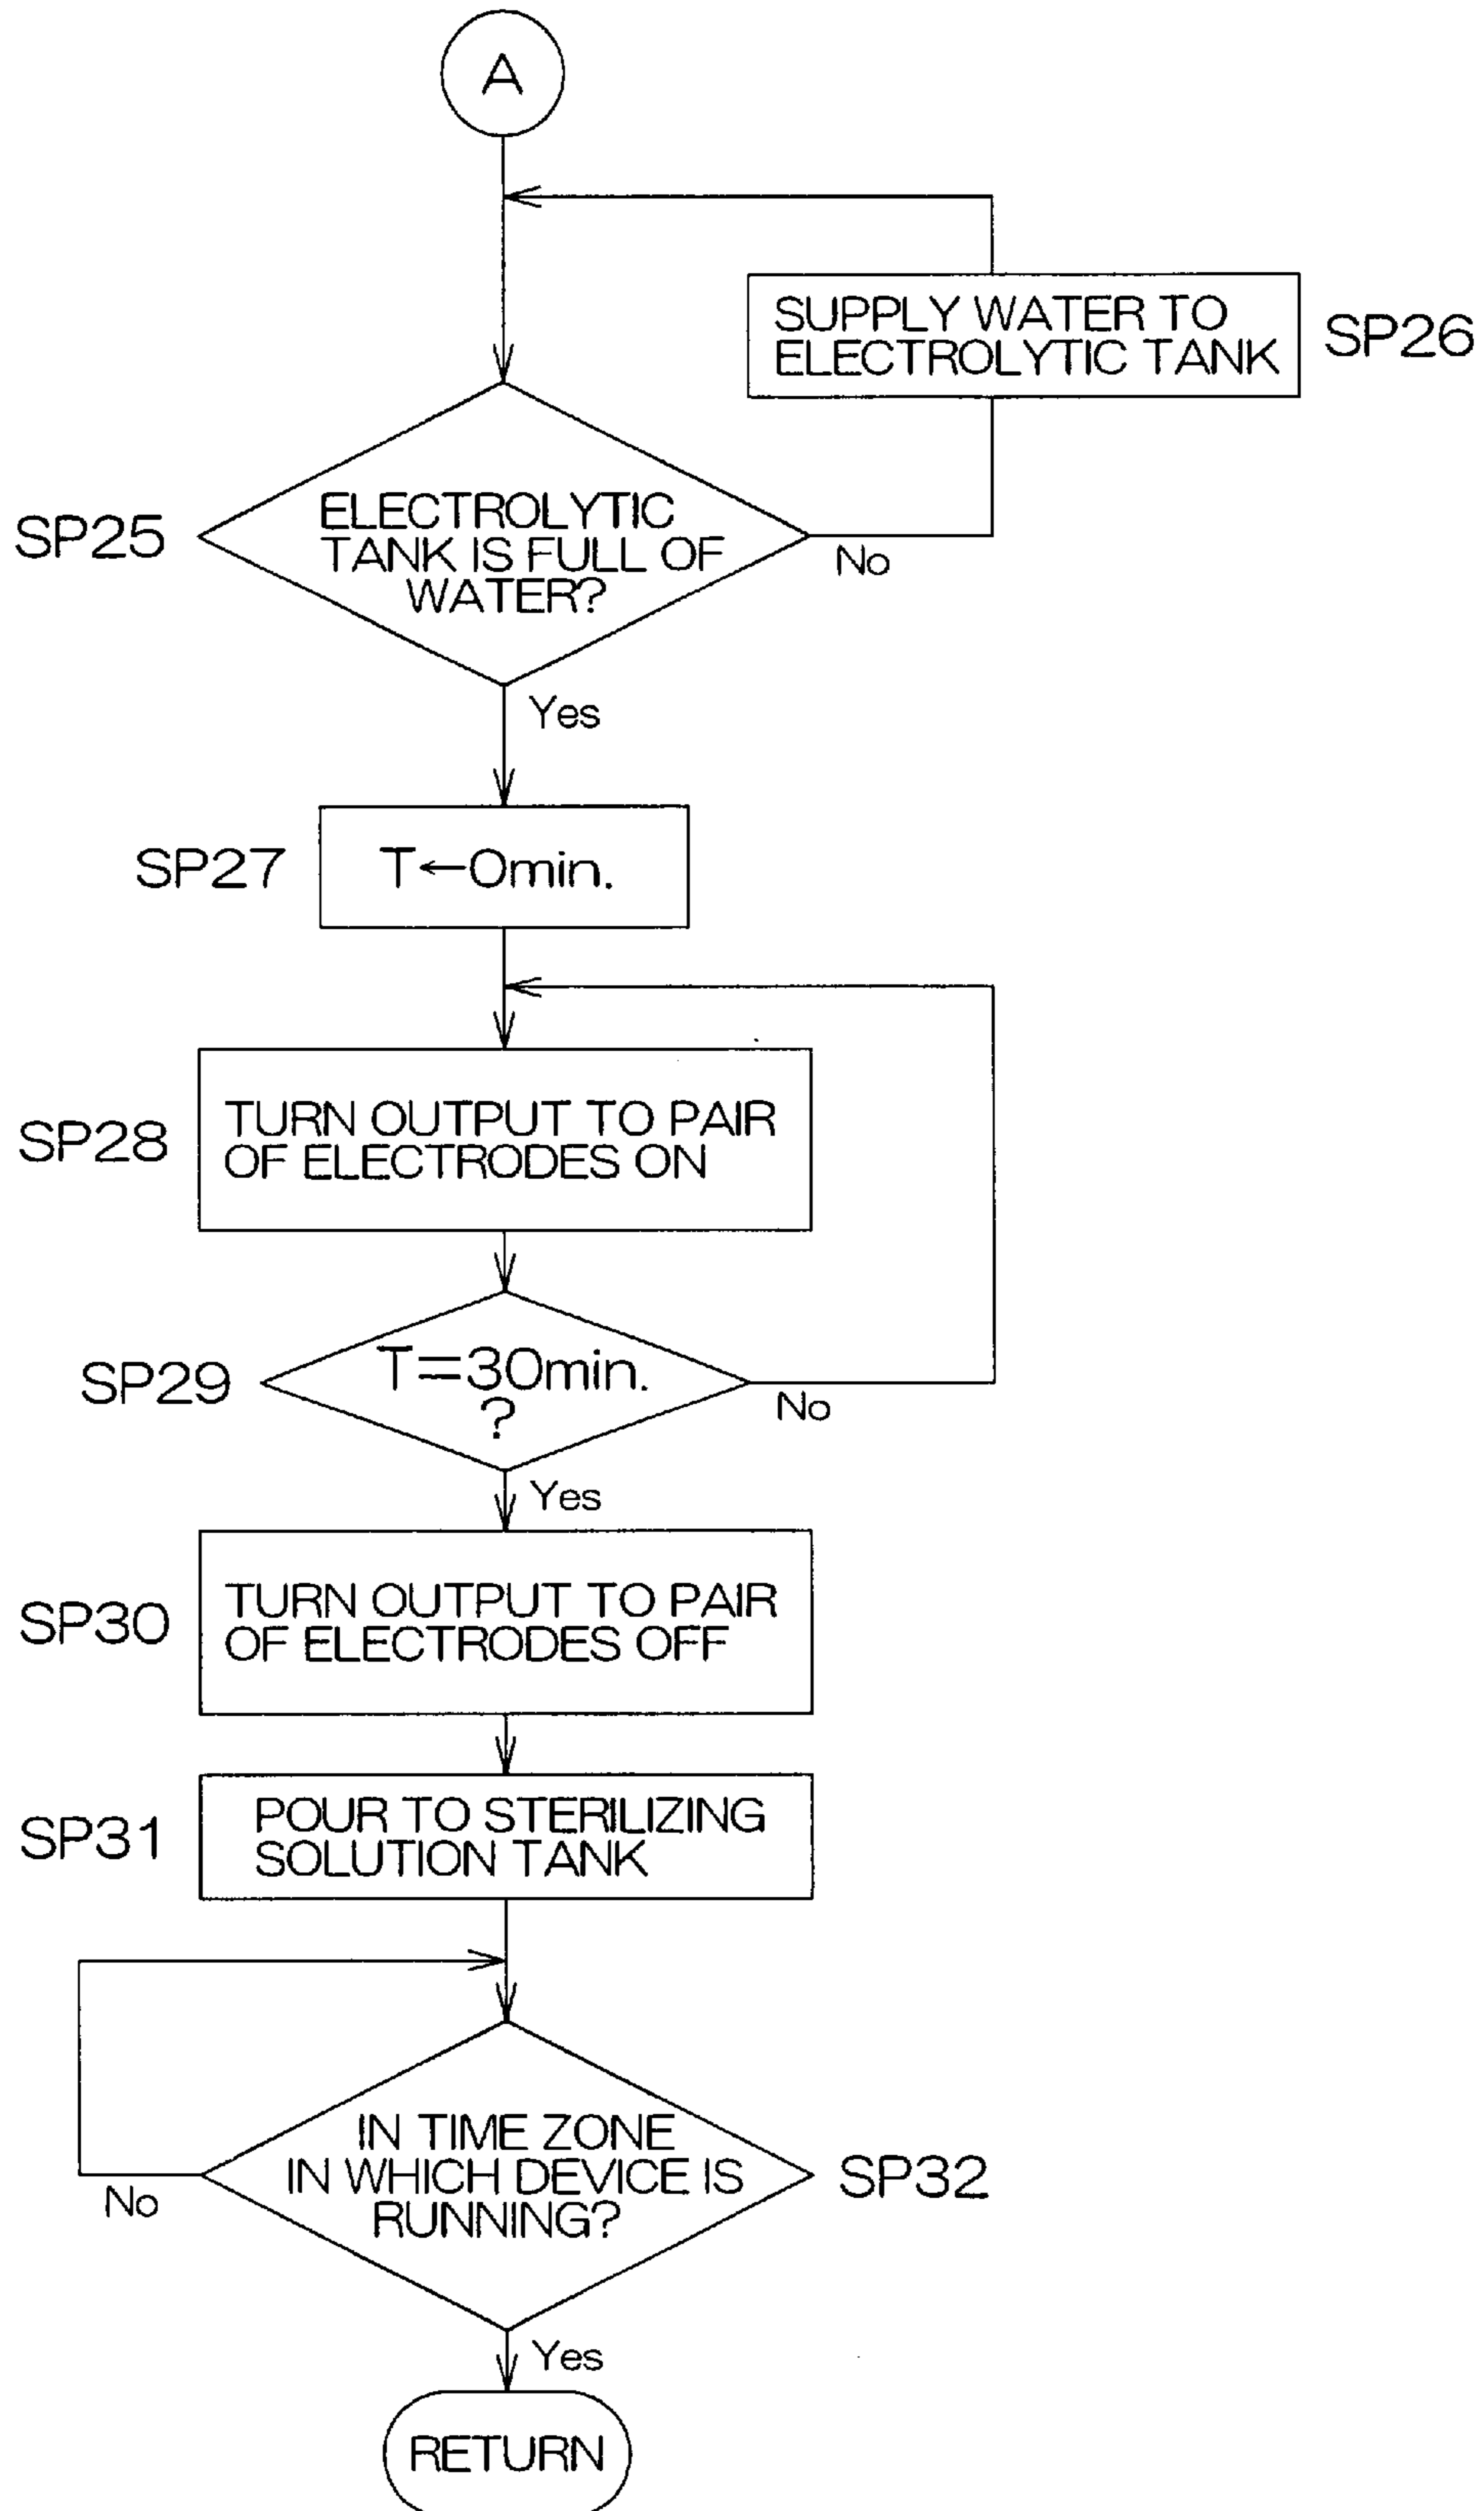 A
SUPPLY WATER TO
ELECTROLYTIC TANK
SP26
SP25
ELECTROLYTIC
TANK IS FULL OF
WATER?
No
Yes
SP27
T←0min.
SP28
TURN OUTPUT TO PAIR
OF ELECTRODES ON
SP29
T=30min.
?
No
Yes
SP30
TURN OUTPUT TO PAIR
OF ELECTRODES OFF
SP31
POUR TO STERILIZING
SOLUTION TANK
IN TIME ZONE
IN WHICH DEVICE IS
RUNNING?
SP32
No
Yes
RETURN